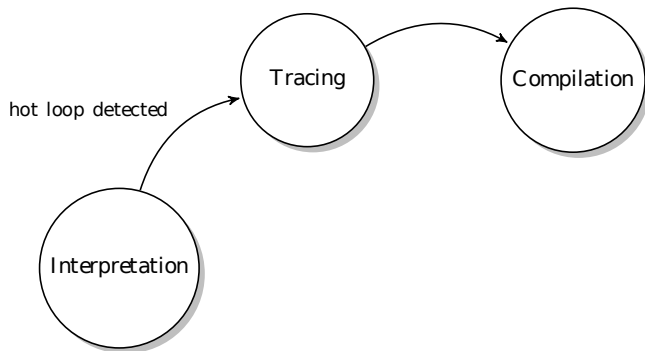 Tracing
Compilation
hot loop detected
Interpretation